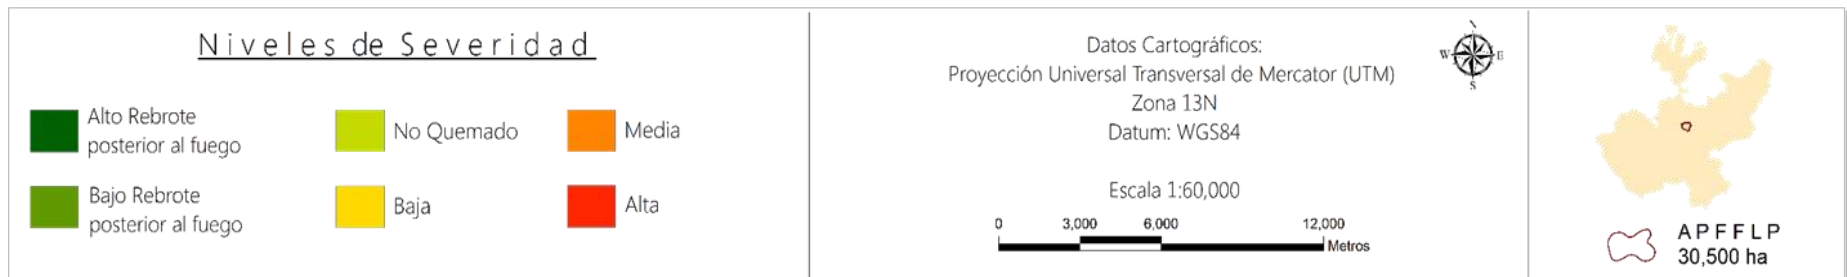 Niveles de Severidad
Alto Rebrote
posterior al fuego
No Quemado
Media
Bajo Rebrote
posterior al fuego
Baja
Alta
Datos Cartográficos:
Proyección Universal Transversal de Mercator (UTM)
Zona 13N
Datum: WGS84
Escala 1:60,000
0 3,000 6,000 12,000
Metros
N
W E
S
A P F F L P
30,500 ha